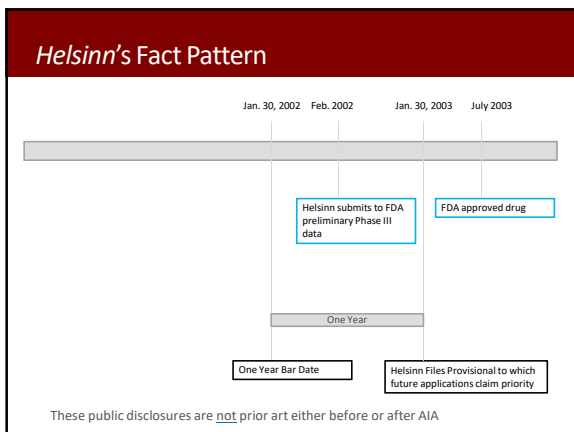 Helsinn's Fact Pattern
Jan. 30, 2002 Feb. 2002 Jan. 30, 2003 July 2003
Helsinn submits to FDA
preliminary Phase III
data
FDA approved drug
One Year
One Year Bar Date
Helsinn Files Provisional to which
future applications claim priority
These public disclosures are not prior art either before or after AIA